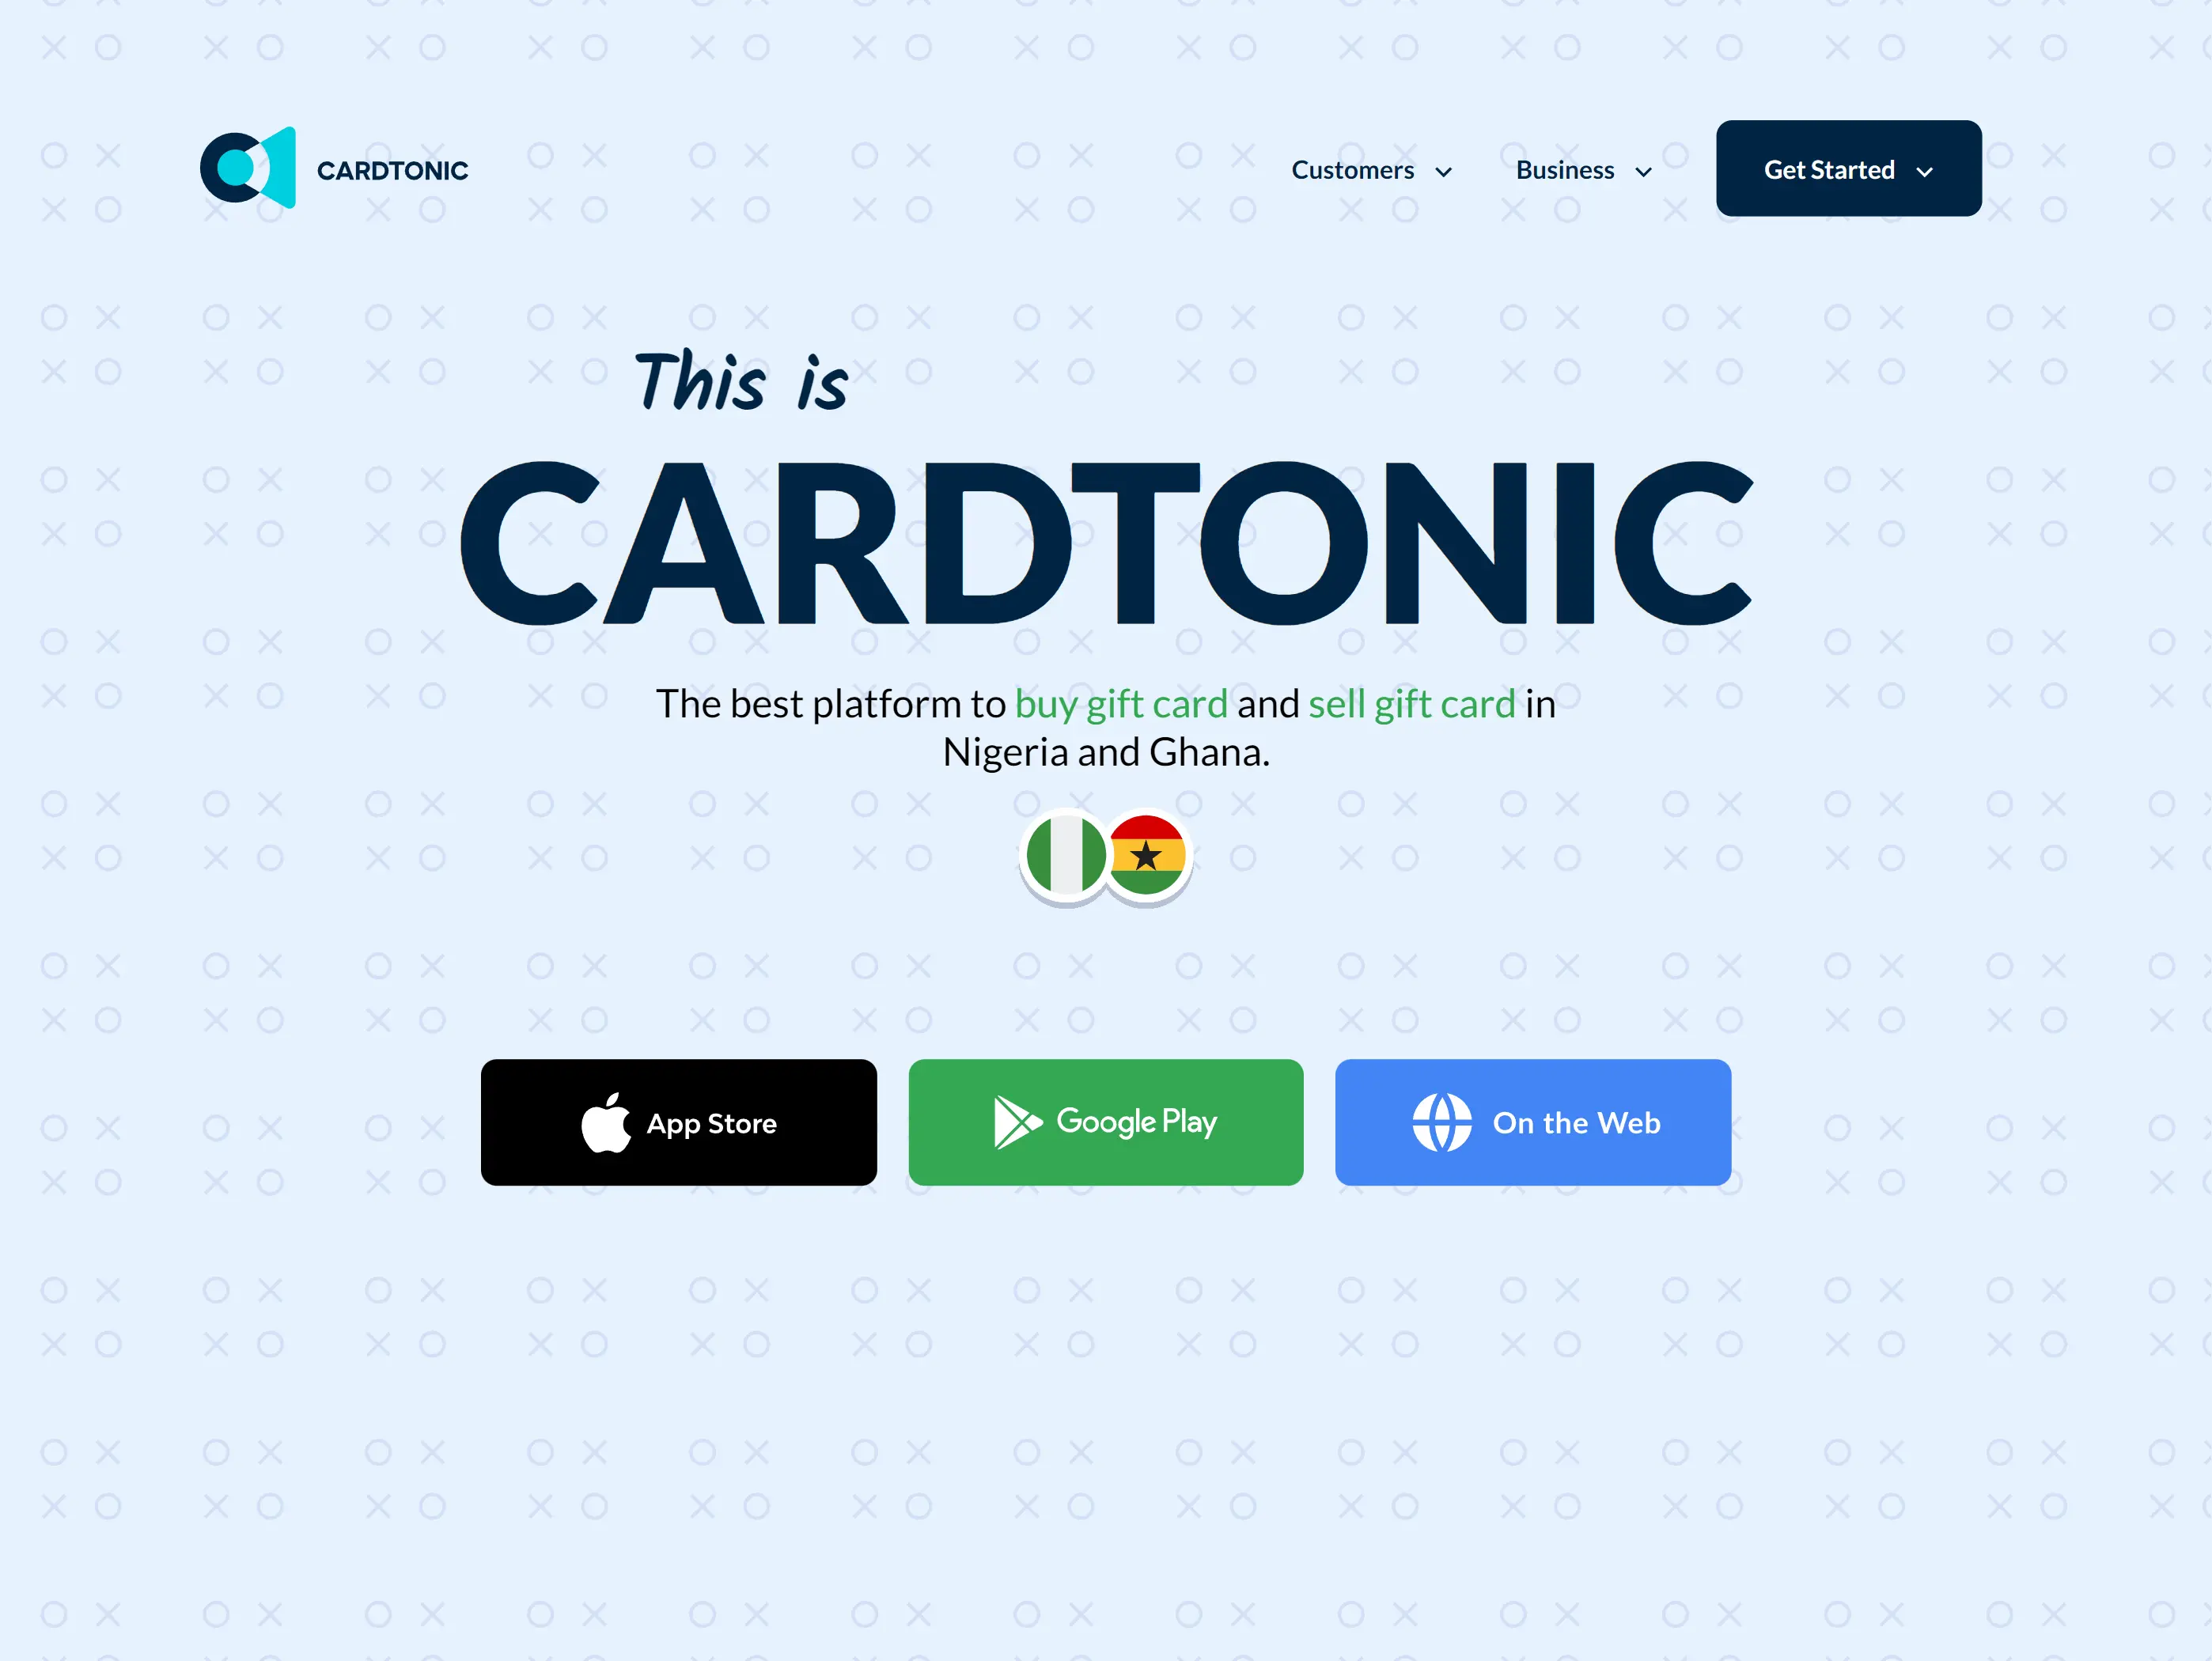 CARDTONIC
Customers
Business
Get Started
This is
CARDTONIC
The best platform to buy gift card and sell gift card in
Nigeria and Ghana.
App Store
Google Play
On the Web